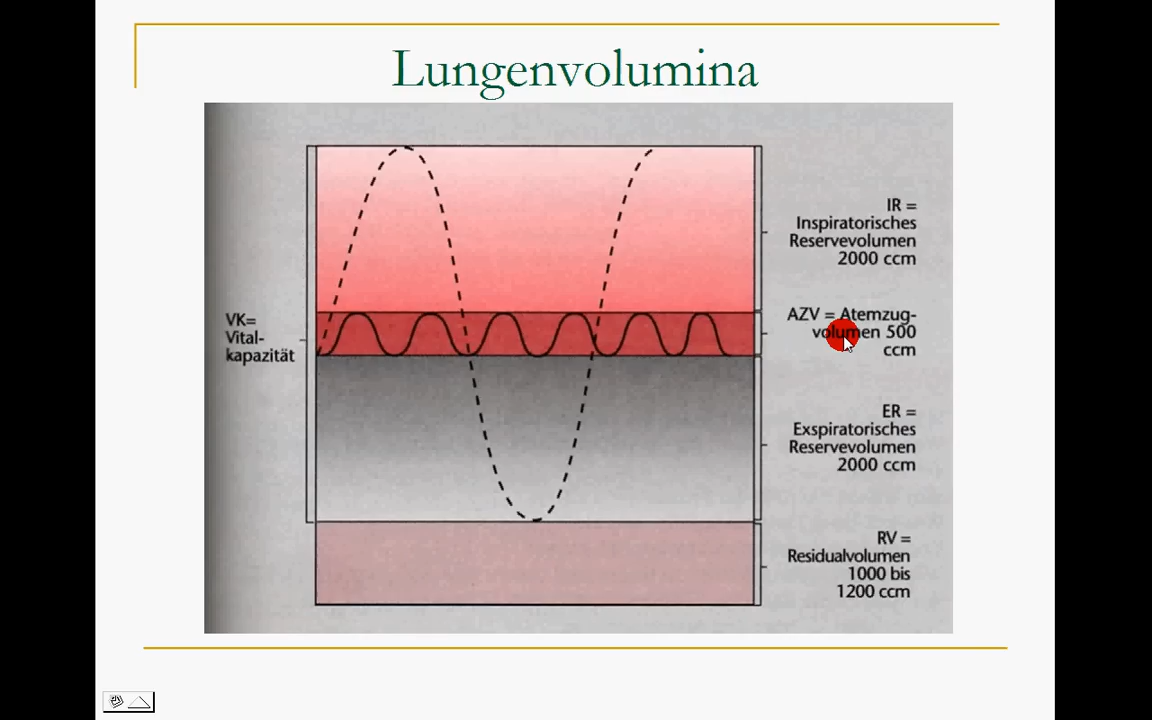 Lungenvolumina
IR =
Inspiratorisches
Reservevolumen
2000 ccm
VK=
Vital-
kapazität
AZV = Atemzug-
volumen 500
ccm
ER =
Exspiratorisches
Reservevolumen
2000 ccm
RV =
Residualvolumen
1000 bis
1200 ccm